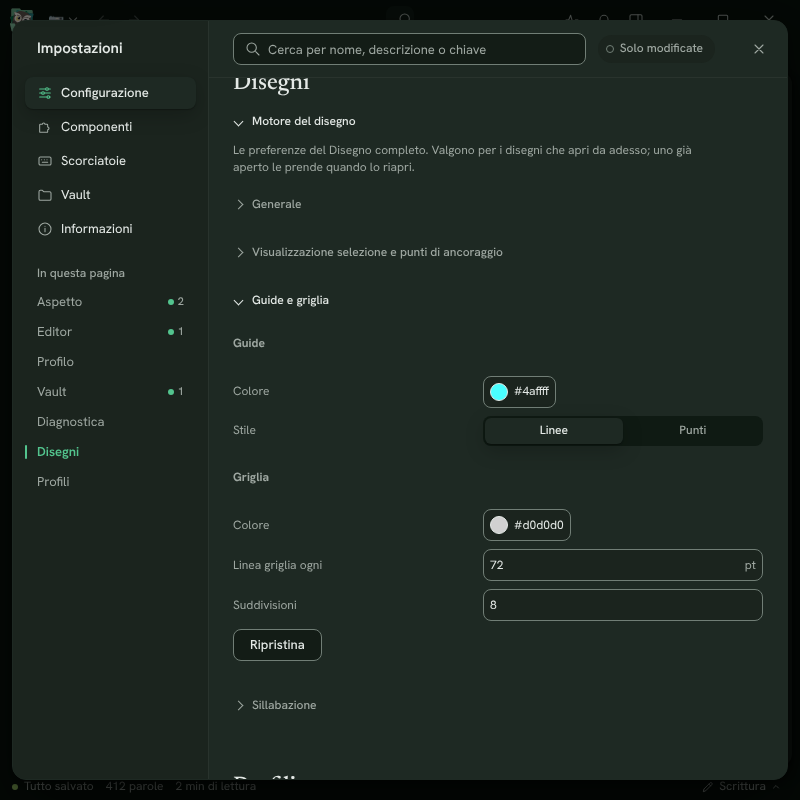 Impostazioni
Cerca per nome, descrizione o chiave
Solo modificate
Configurazione
Componenti
Scorciatoie
Vault
Informazioni
In questa pagina
Aspetto 2
Editor 1
Profilo
Vault 1
Diagnostica
Disegni
Profili
Disegni
Motore del disegno
Le preferenze del Disegno completo. Valgono per i disegni che apri da adesso; uno già
aperto le prende quando lo riapri.
Generale
Visualizzazione selezione e punti di ancoraggio
Guide e griglia
Guide
Colore #4affff
Stile Linee Punti
Griglia
Colore #d0d0d0
Linea griglia ogni 72 pt
Suddivisioni 8
Ripristina
Sillabazione
Tutto salvato 412 parole 2 min di lettura Scrittura